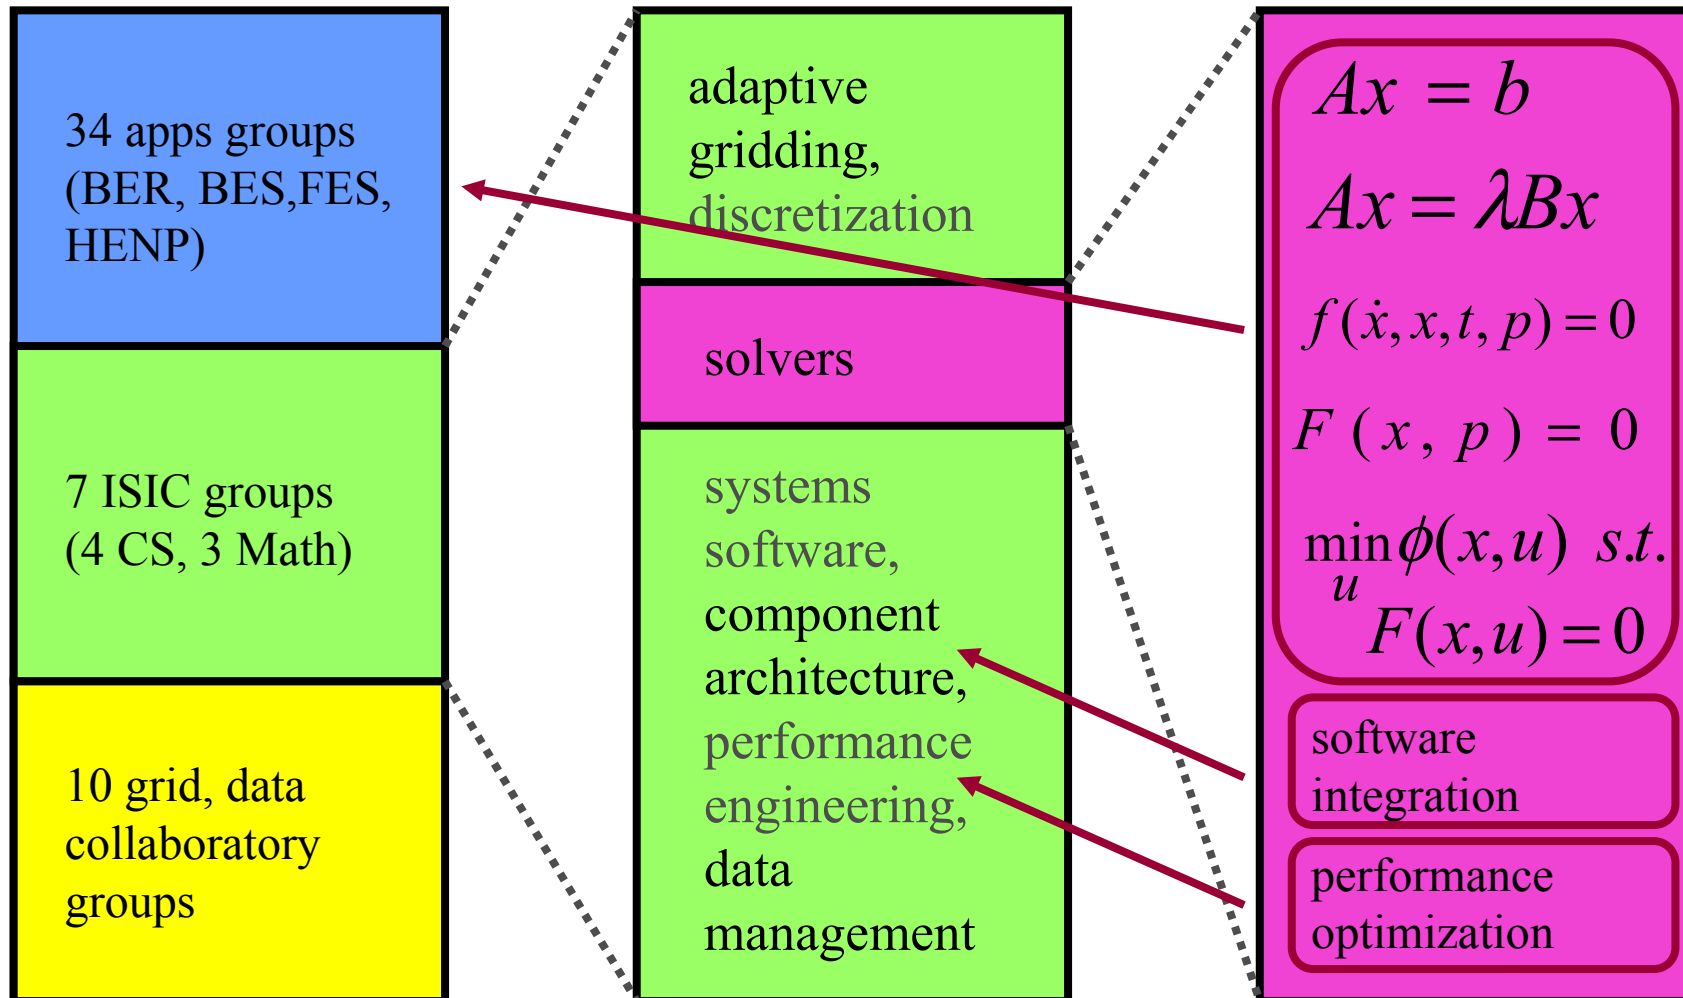 34 apps groups
(BER, BES,FES,
HENP)
7 ISIC groups
(4 CS, 3 Math)
10 grid, data
collaboratory
groups
adaptive
gridding,
discretization
solvers
systems
software,
component
architecture,
performance
engineering,
data
management
Ax = b
Ax = λBx
f(ẋ, x, t, p) = 0
F ( x , p ) = 0
min ϕ(x,u) s.t.
u
F(x,u) = 0
software
integration
performance
optimization